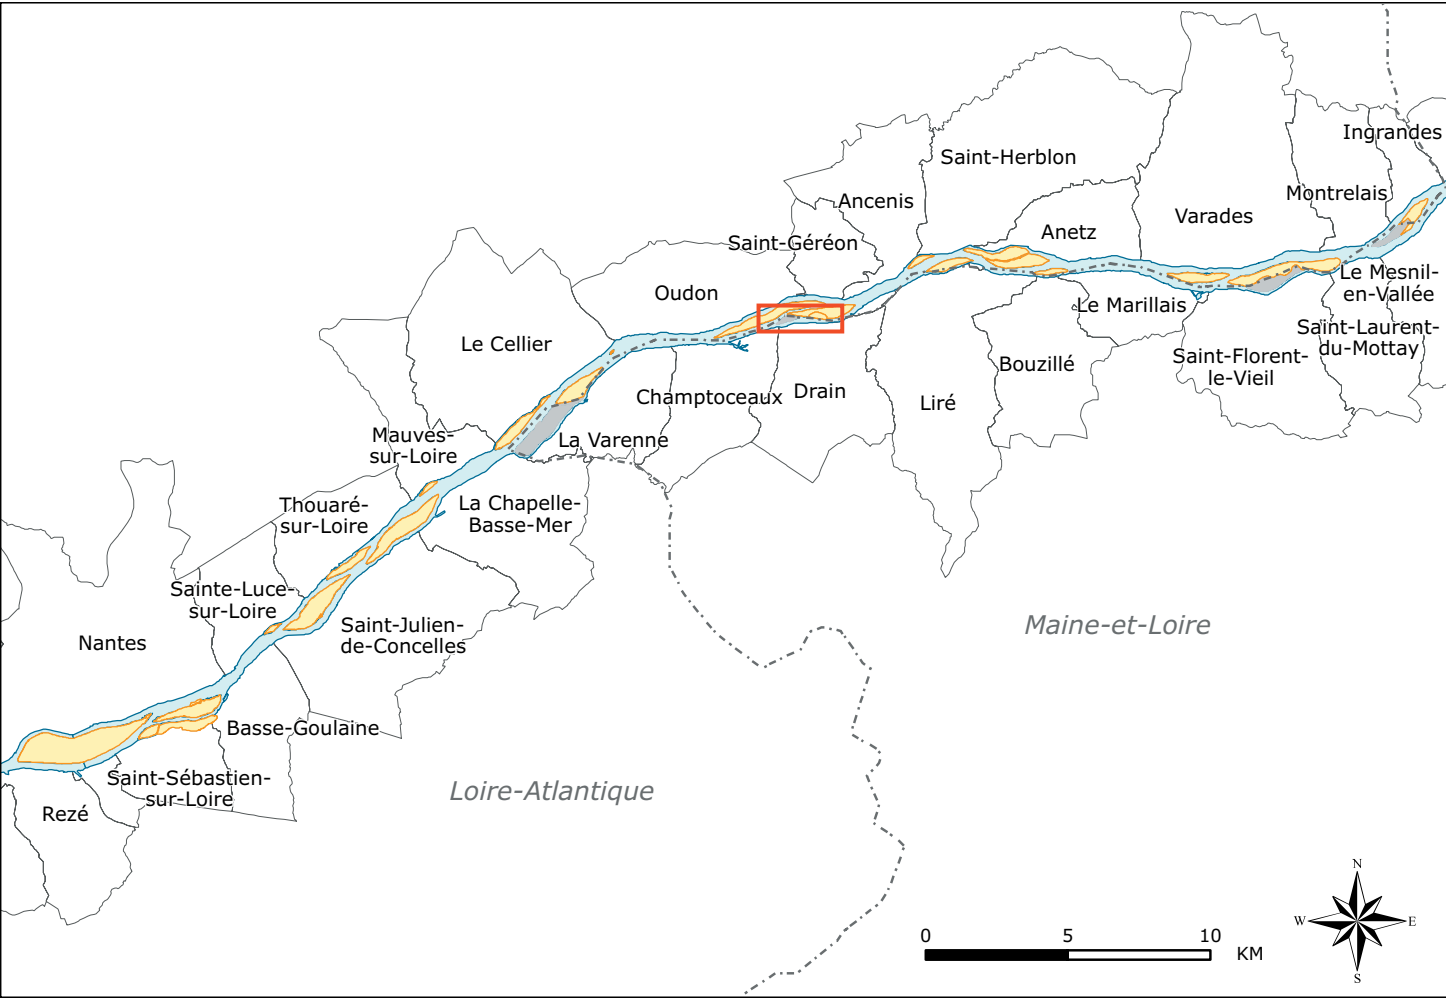 Ingrandes
Saint-Herblon
Montrelais
Ancenis
Varades
Anetz
Saint-Géréon
Le Mesnil-
en-Vallée
Oudon
Le Marillais
Saint-Laurent-
du-Mottay
Le Cellier
Saint-Florent-
le-Vieil
Bouzillé
Champtoceaux
Drain
Liré
Mauves-
sur-Loire
La Varenne
Thouaré-
sur-Loire
La Chapelle-
Basse-Mer
Sainte-Luce-
sur-Loire
Saint-Julien-
de-Concelles
Maine-et-Loire
Nantes
Basse-Goulaine
Saint-Sébastien-
sur-Loire
Loire-Atlantique
Rezé
N
W
E
S
0
5
10
KM